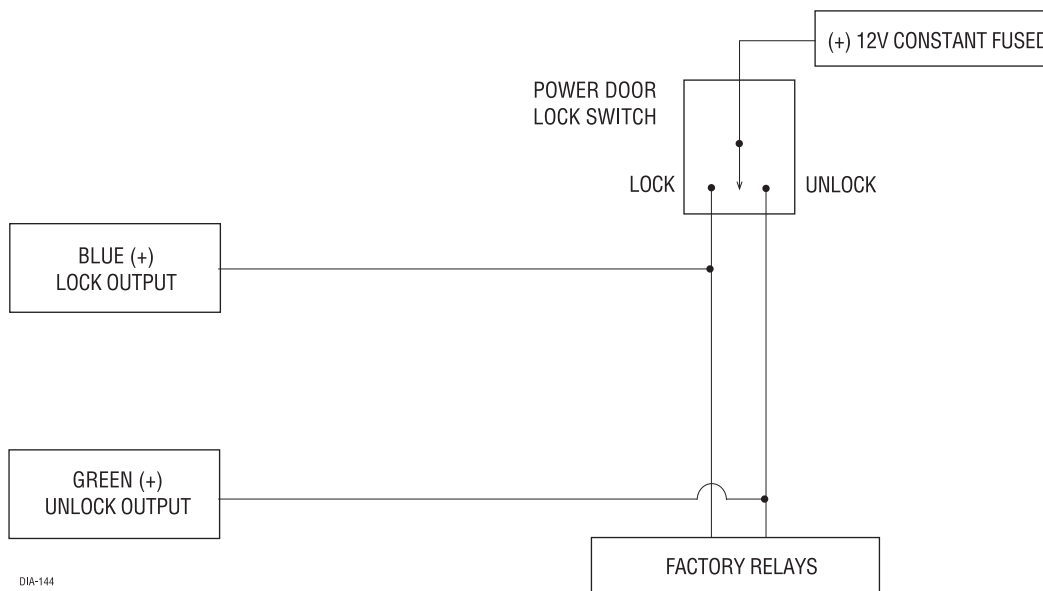 (+) 12V CONSTANT FUSED
POWER DOOR
LOCK SWITCH
LOCK
UNLOCK
BLUE (+)
LOCK OUTPUT
GREEN (+)
UNLOCK OUTPUT
FACTORY RELAYS
DIA-144